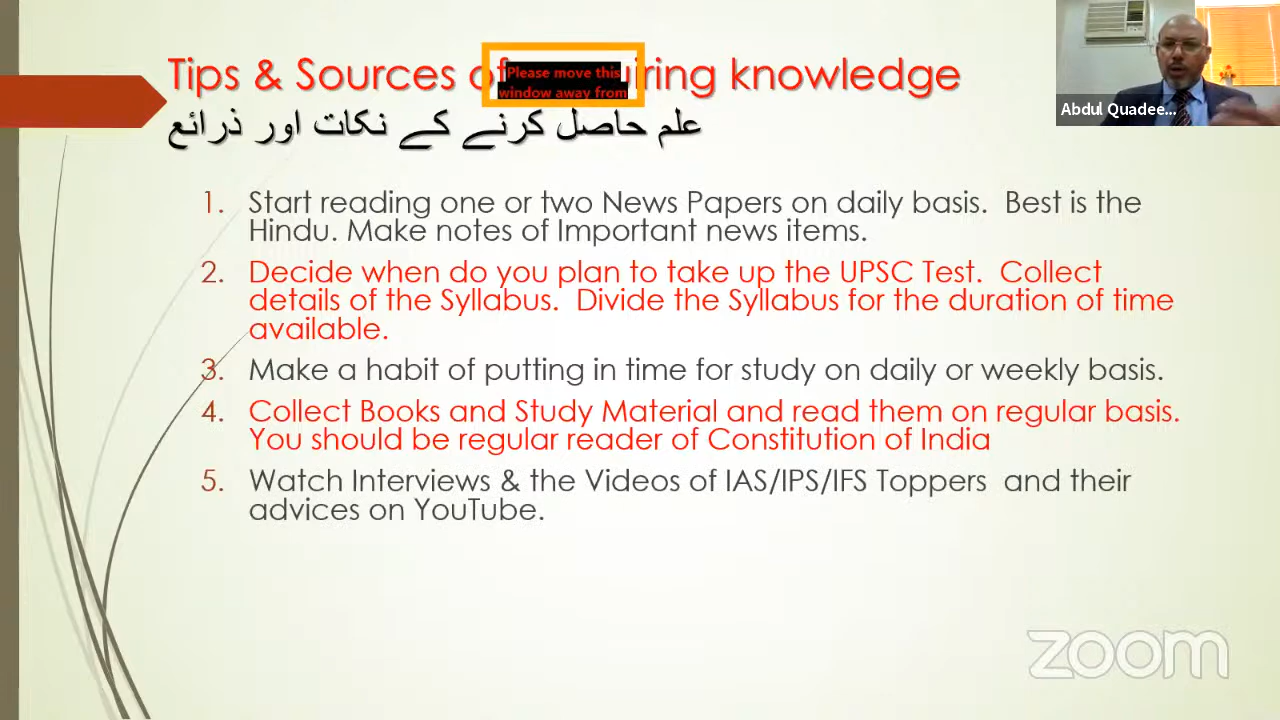 Tips & Sources of uiring knowledge
Please move this
window away from
علم حاصل کرنے کے نکات اور ذرائع
Abdul Quadee...
1. Start reading one or two News Papers on daily basis. Best is the
Hindu. Make notes of Important news items.
2. Decide when do you plan to take up the UPSC Test. Collect
details of the Syllabus. Divide the Syllabus for the duration of time
available.
3. Make a habit of putting in time for study on daily or weekly basis.
4. Collect Books and Study Material and read them on regular basis.
You should be regular reader of Constitution of India
5. Watch Interviews & the Videos of IAS/IPS/IFS Toppers and their
advices on YouTube.
zoom